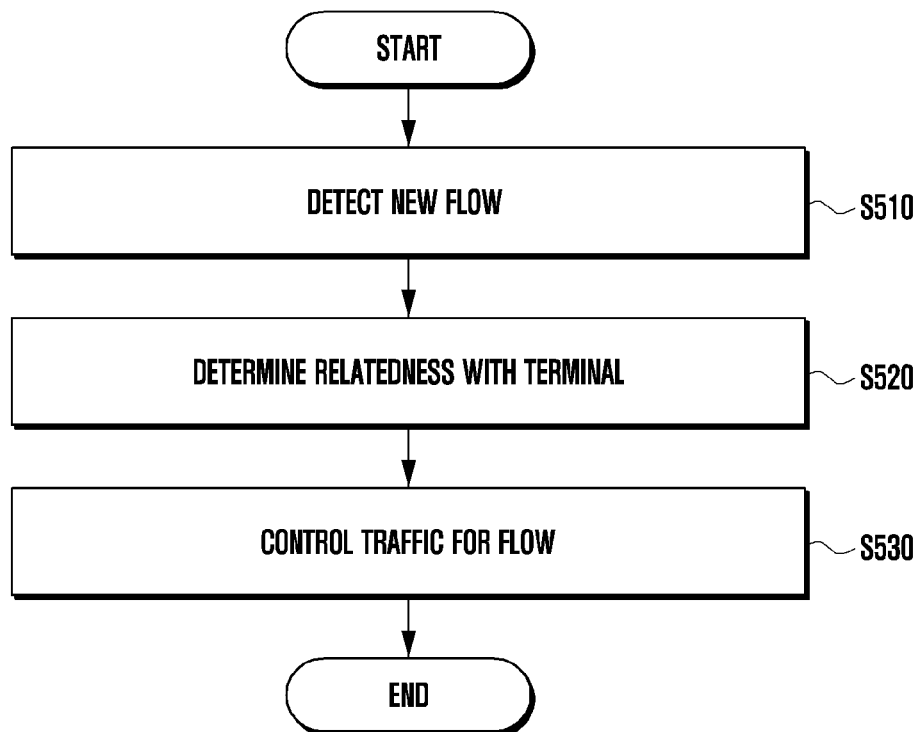 START
DETECT NEW FLOW
S510
DETERMINE RELATEDNESS WITH TERMINAL
S520
CONTROL TRAFFIC FOR FLOW
S530
END